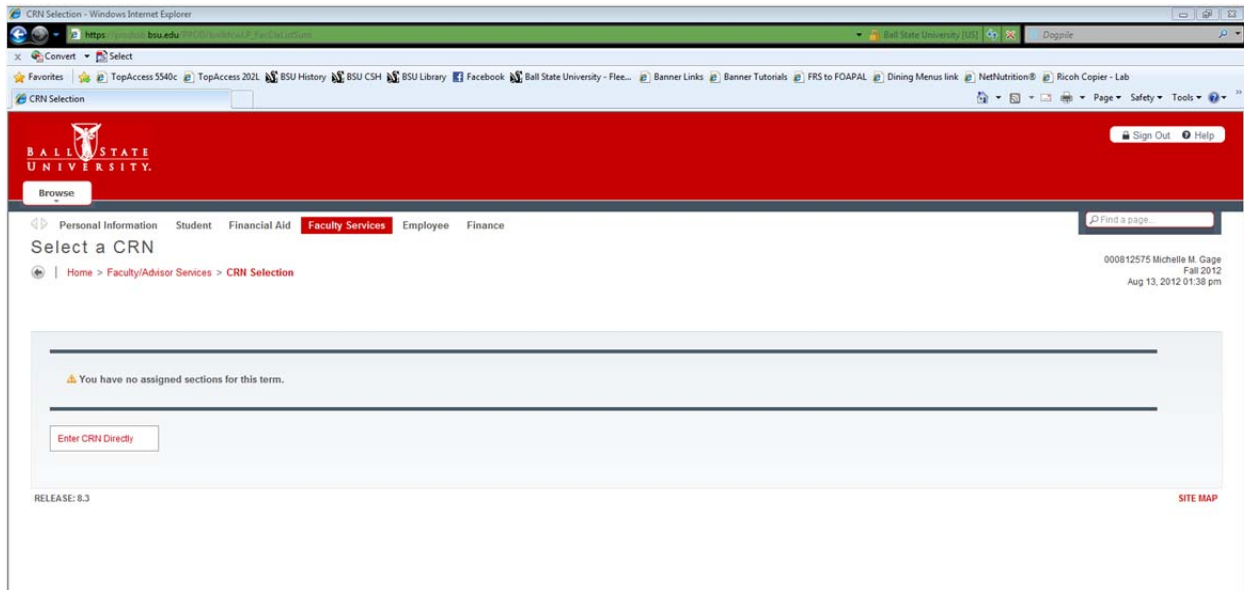 CRN Selection - Windows Internet Explorer
https bsu.edu Ball State University [US] Dogpile
x Convert Select
Favorites TopAccess 5540c TopAccess 202L BSU History BSU CSH BSU Library Facebook Ball State University - Flee... Banner Links Banner Tutorials FRS to FOAPAL Dining Menus link NetNutrition® Ricoh Copier - Lab
CRN Selection Page Safety Tools
BALL STATE
UNIVERSITY.
Sign Out Help
Browse
Personal Information Student Financial Aid Faculty Services Employee Finance
Find a page...
Select a CRN
Home > Faculty/Advisor Services > CRN Selection
000812575 Michelle M. Gage
Fall 2012
Aug 13, 2012 01:38 pm
You have no assigned sections for this term.
Enter CRN Directly
RELEASE: 8.3
SITE MAP